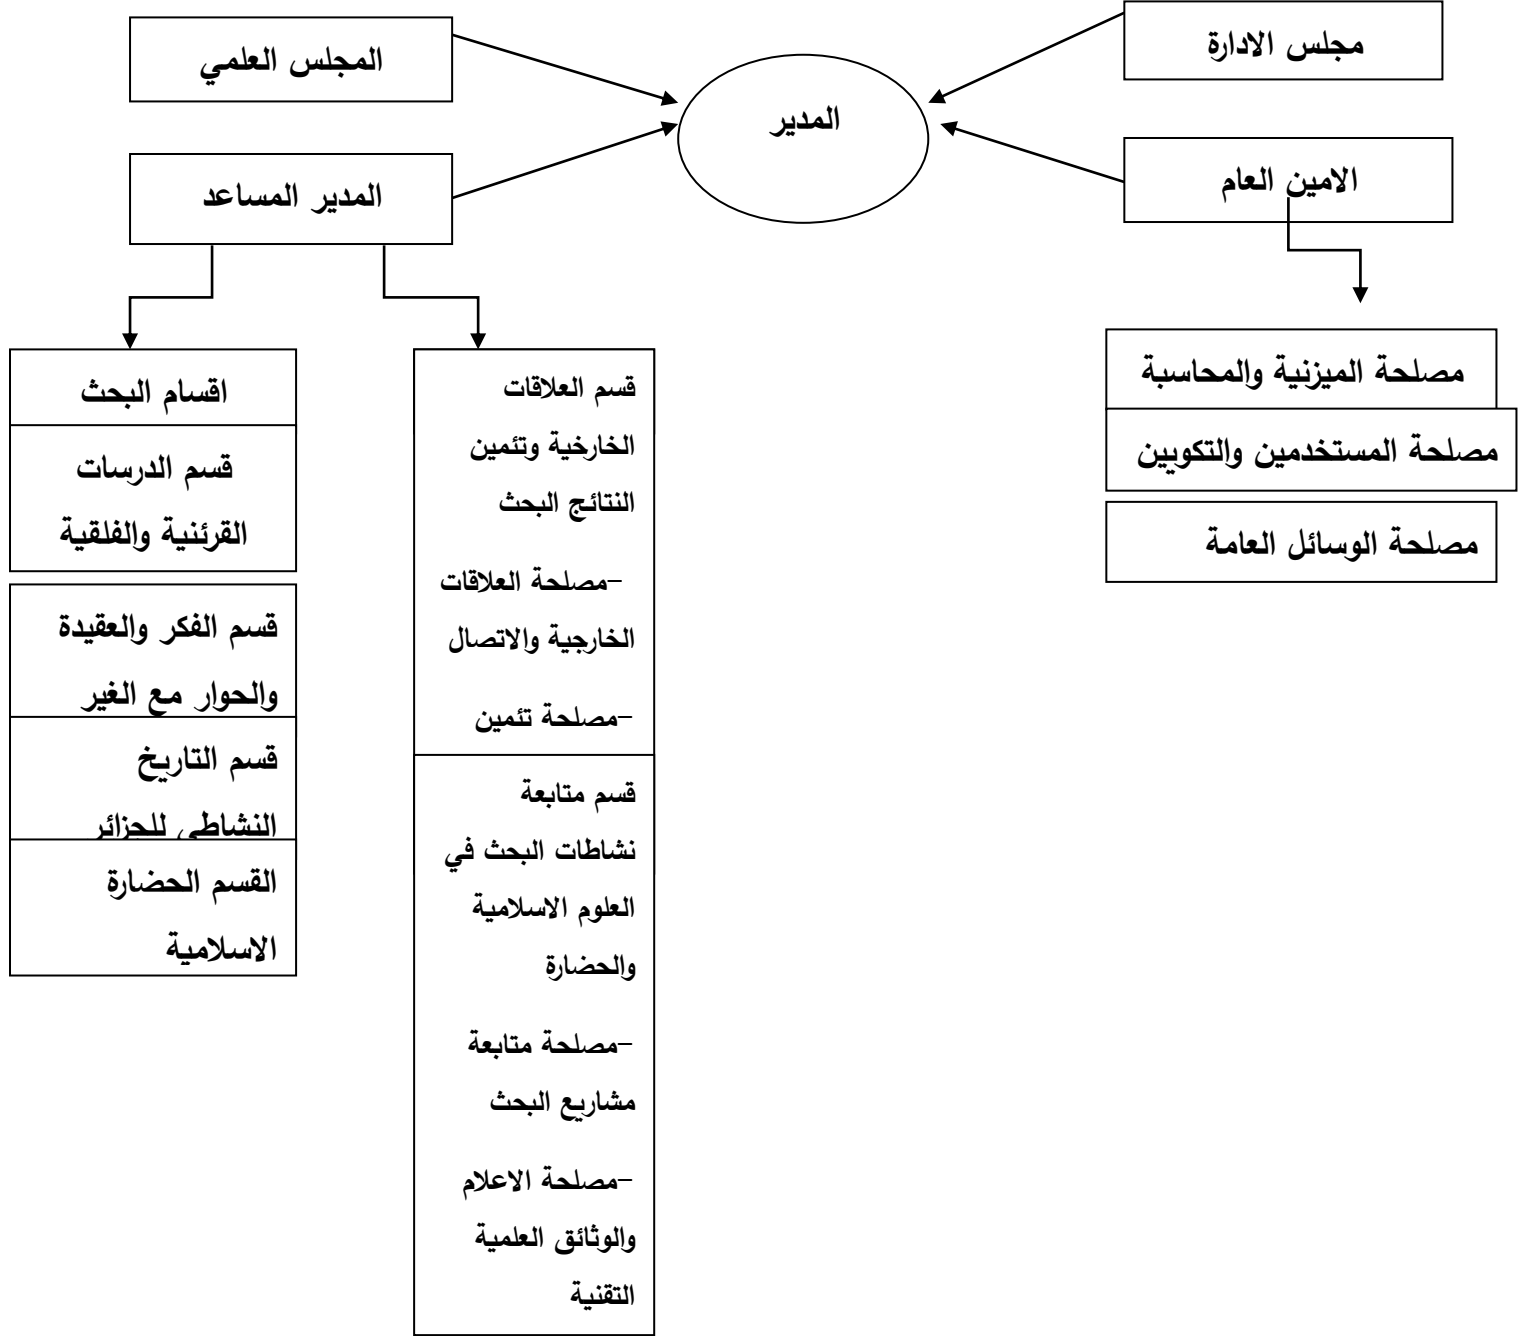 مجلس الادارة
المجلس العلمي
المدير
الامين العام
المدير المساعد
مصلحة الميزنية والمحاسبة
مصلحة المستخدمين والتكوين
مصلحة الوسائل العامة
قسم العلاقات
الخارخية وتئمين
النتائج البحث
-مصلحة العلاقات
الخارجية والاتصال
-مصلحة تئمين
قسم متابعة
نشاطات البحث في
العلوم الاسلامية
والحضارة
-مصلحة متابعة
مشاريع البحث
-مصلحة الاعلام
والوثائق العلمية
التقنية
اقسام البحث
قسم الدرسات
القرئنية والفلقية
قسم الفكر والعقيدة
والحوار مع الغير
قسم التاريخ
النشاطي للجزائر
القسم الحضارة
الاسلامية